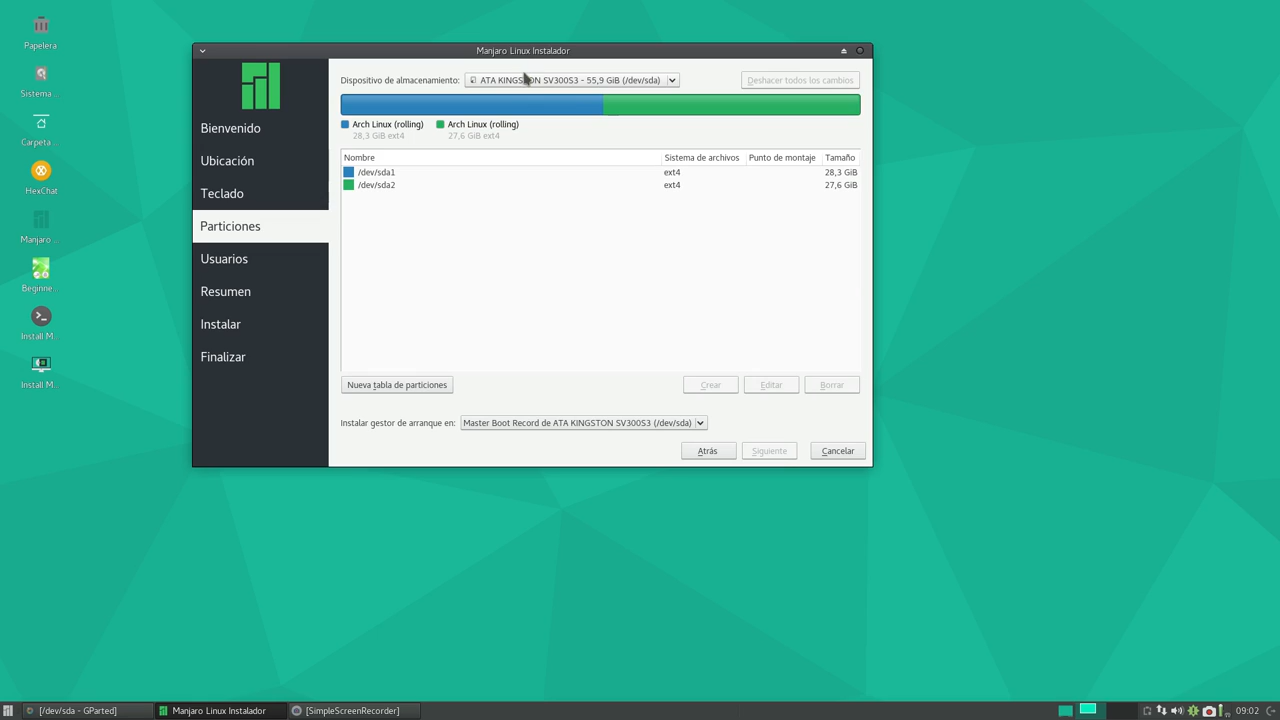 Manjaro Linux Instalador
Papelera
Sistema...
Carpeta ...
HexChat
Manjaro ...
Beginne...
Install M...
Install M...
Bienvenido
Ubicación
Teclado
Particiones
Usuarios
Resumen
Instalar
Finalizar
Dispositivo de almacenamiento: ATA KINGSTON SV300S3 - 55,9 GiB (/dev/sda) Deshacer todos los cambios
Arch Linux (rolling) Arch Linux (rolling)
28,3 GiB ext4 27,6 GiB ext4
Nombre Sistema de archivos Punto de montaje Tamaño
/dev/sda1 ext4 28,3 GiB
/dev/sda2 ext4 27,6 GiB
Nueva tabla de particiones Crear Editar Borrar
Instalar gestor de arranque en: Master Boot Record de ATA KINGSTON SV300S3 (/dev/sda)
Atrás Siguiente Cancelar
[/dev/sda - GParted] Manjaro Linux Instalador [SimpleScreenRecorder] 09:02